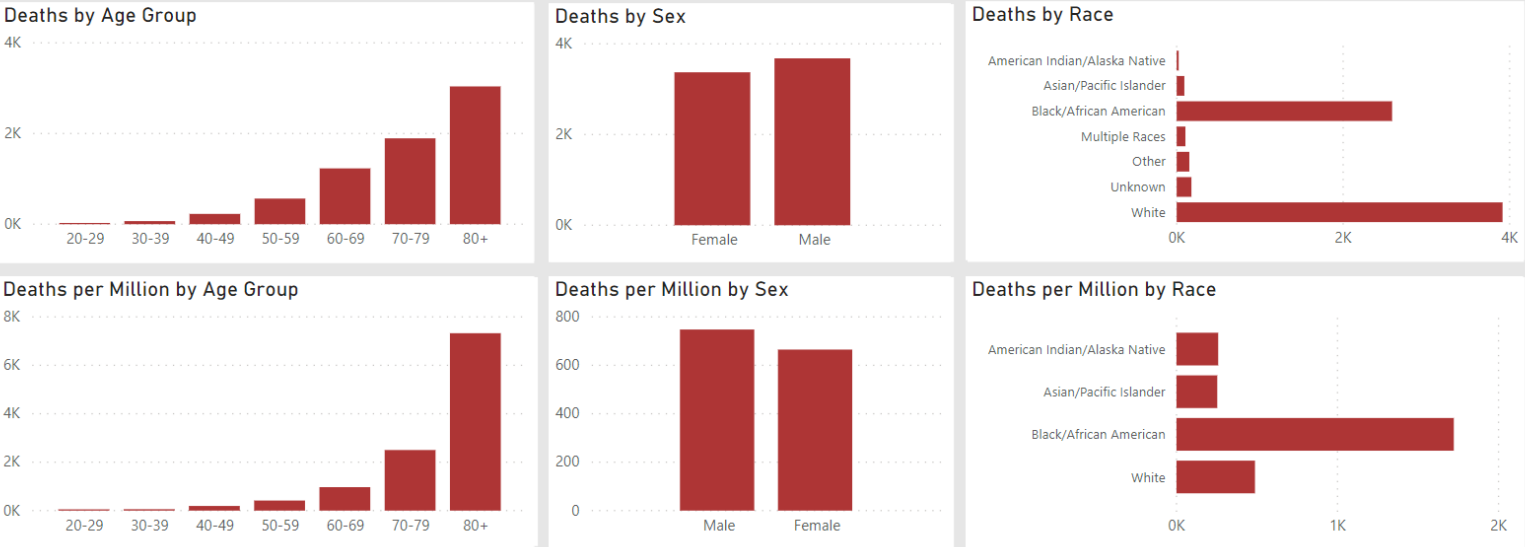 Deaths by Age Group
4K
2K
0K
20-29 30-39 40-49 50-59 60-69 70-79 80+
Deaths by Sex
4K
2K
0K
Female Male
Deaths by Race
American Indian/Alaska Native
Asian/Pacific Islander
Black/African American
Multiple Races
Other
Unknown
White
0K 2K 4K
Deaths per Million by Age Group
8K
6K
4K
2K
0K
20-29 30-39 40-49 50-59 60-69 70-79 80+
Deaths per Million by Sex
800
600
400
200
0
Male Female
Deaths per Million by Race
American Indian/Alaska Native
Asian/Pacific Islander
Black/African American
White
0K 1K 2K